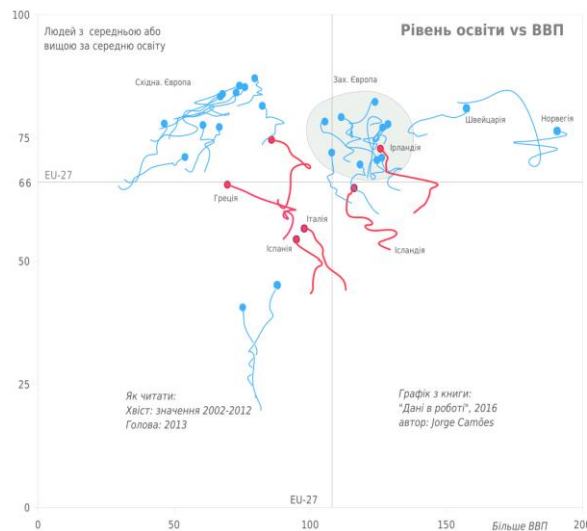 100
Людей з середньою або
вищою за середню освіту
Рівень освіти vs ВВП
Східна. Європа
Зах. Європа
Швейцарія
Норвегія
75
Ірландія
66
EU-27
Греція
Італія
Іспанія
Ісландія
50
25
Як читати:
Хвіст: значення 2002-2012
Голова: 2013
Графік з книги:
"Дані в роботі", 2016
автор: Jorge Camões
EU-27
0
0
50
100
150
Більше ВВП
200